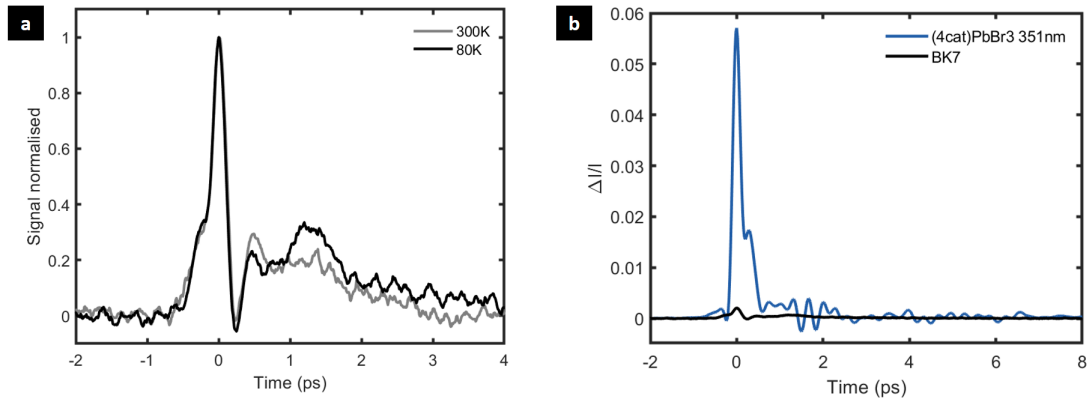 a
300K
80K
Signal normalised
1
0.8
0.6
0.4
0.2
0
-2
-1
0
1
2
3
4
Time (ps)
b
(4cat)PbBr3 351nm
BK7
ΔI/I
0.06
0.05
0.04
0.03
0.02
0.01
0
-2
0
2
4
6
8
Time (ps)